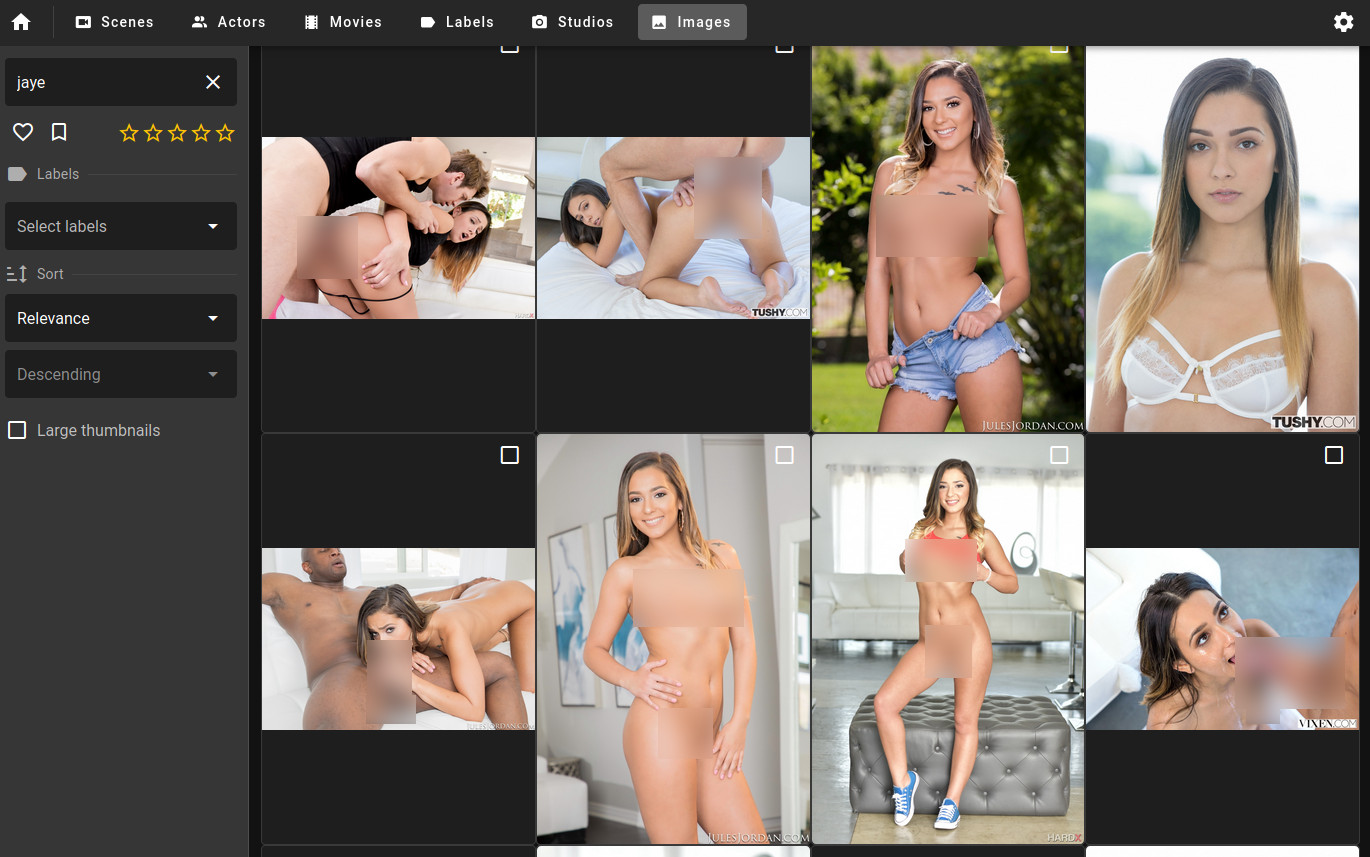 Scenes
Actors
Movies
Labels
Studios
Images
jaye
Labels
Select labels
Sort
Relevance
Descending
Large thumbnails
HARDX
TUSHY.COM
JULESJORDAN.COM
TUSHY.COM
JULESJORDAN.COM
JULESJORDAN.COM
HARDX
VIXEN.COM